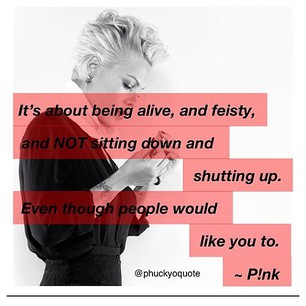 It's about being alive, and feisty,
and NOT sitting down and
shutting up.
Even though people would
like you to.
@phuckyoquote
~ P!nk